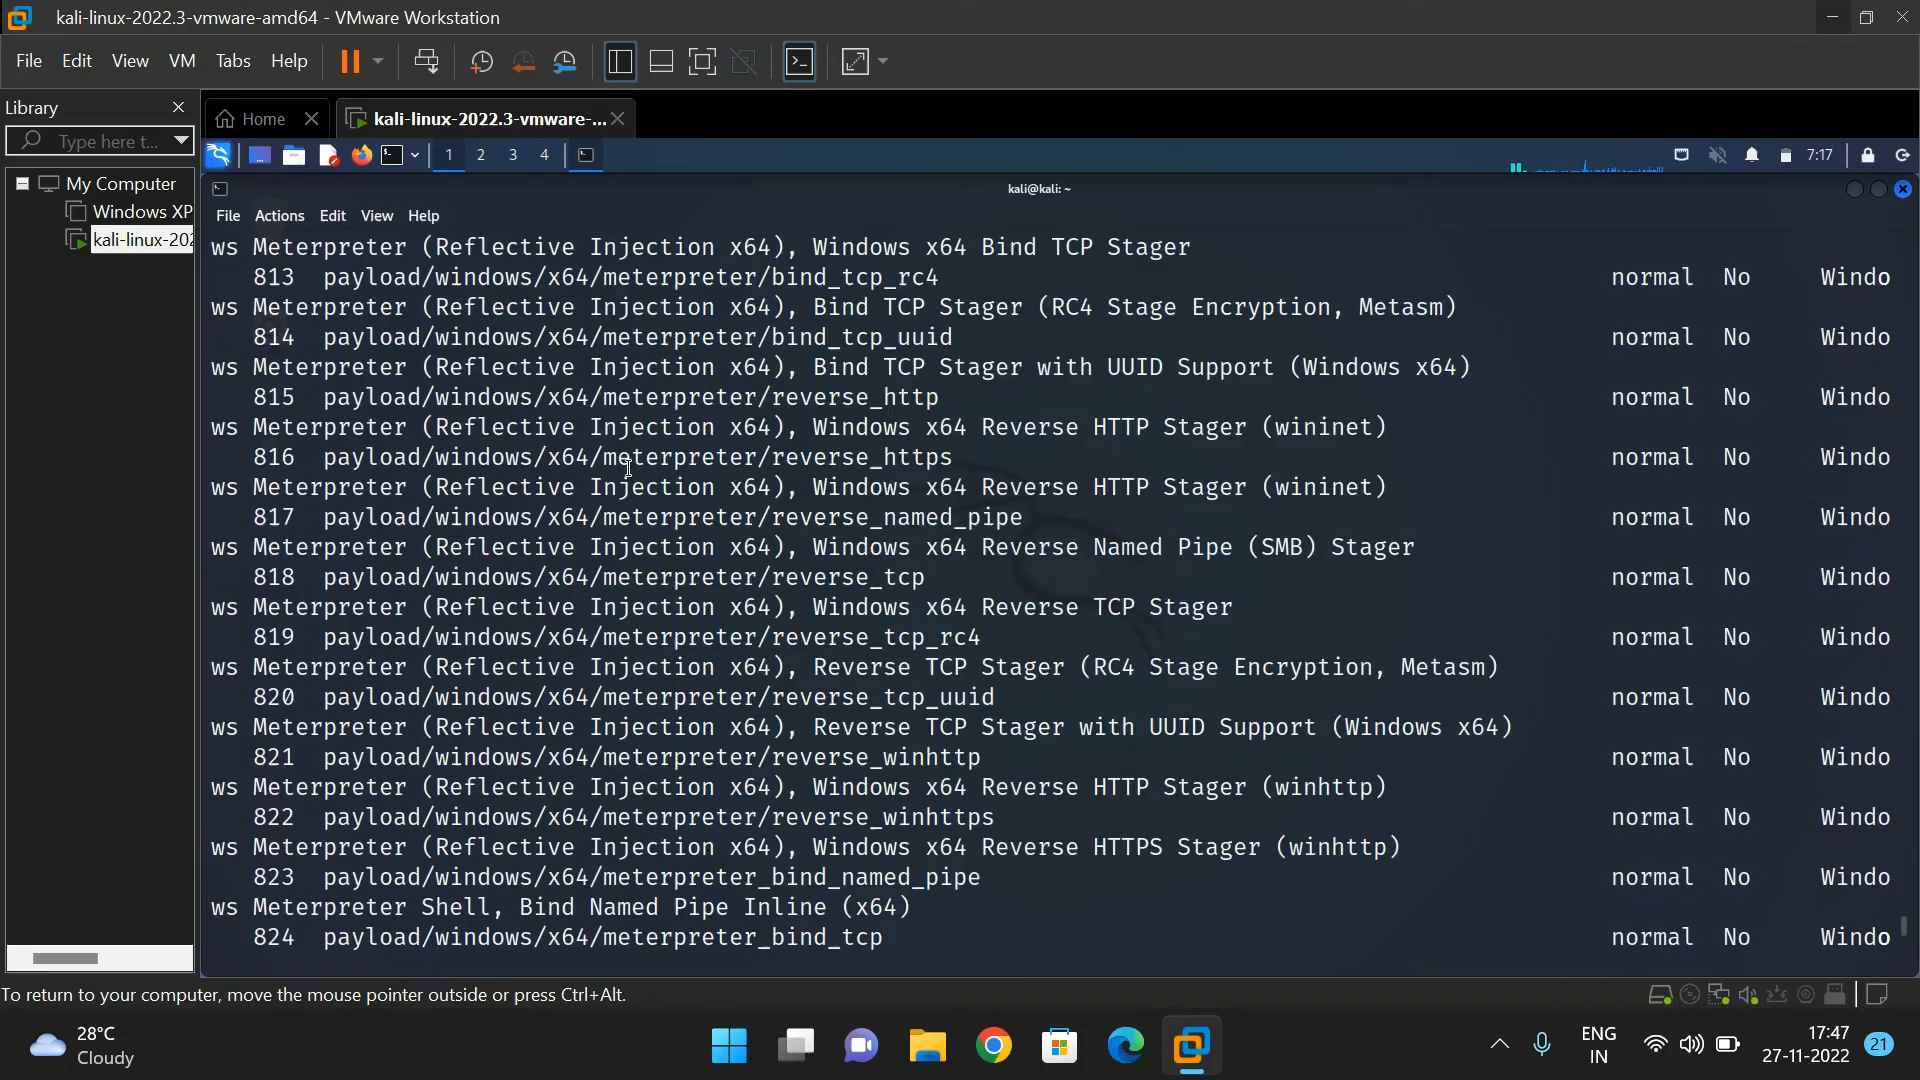 kali-linux-2022.3-vmware-amd64 - VMware Workstation
File Edit View VM Tabs Help
Library
Home
kali-linux-2022.3-vmware-...
Type here t...
1 2 3 4
7:17
My Computer
Windows XP
kali-linux-202
kali@kali: ~
File Actions Edit View Help
ws Meterpreter (Reflective Injection x64), Windows x64 Bind TCP Stager
813 payload/windows/x64/meterpreter/bind_tcp_rc4 normal No Windo
ws Meterpreter (Reflective Injection x64), Bind TCP Stager (RC4 Stage Encryption, Metasm)
814 payload/windows/x64/meterpreter/bind_tcp_uuid normal No Windo
ws Meterpreter (Reflective Injection x64), Bind TCP Stager with UUID Support (Windows x64)
815 payload/windows/x64/meterpreter/reverse_http normal No Windo
ws Meterpreter (Reflective Injection x64), Windows x64 Reverse HTTP Stager (wininet)
816 payload/windows/x64/meterpreter/reverse_https normal No Windo
ws Meterpreter (Reflective Injection x64), Windows x64 Reverse HTTP Stager (wininet)
817 payload/windows/x64/meterpreter/reverse_named_pipe normal No Windo
ws Meterpreter (Reflective Injection x64), Windows x64 Reverse Named Pipe (SMB) Stager
818 payload/windows/x64/meterpreter/reverse_tcp normal No Windo
ws Meterpreter (Reflective Injection x64), Windows x64 Reverse TCP Stager
819 payload/windows/x64/meterpreter/reverse_tcp_rc4 normal No Windo
ws Meterpreter (Reflective Injection x64), Reverse TCP Stager (RC4 Stage Encryption, Metasm)
820 payload/windows/x64/meterpreter/reverse_tcp_uuid normal No Windo
ws Meterpreter (Reflective Injection x64), Reverse TCP Stager with UUID Support (Windows x64)
821 payload/windows/x64/meterpreter/reverse_winhttp normal No Windo
ws Meterpreter (Reflective Injection x64), Windows x64 Reverse HTTP Stager (winhttp)
822 payload/windows/x64/meterpreter/reverse_winhttps normal No Windo
ws Meterpreter (Reflective Injection x64), Windows x64 Reverse HTTPS Stager (winhttp)
823 payload/windows/x64/meterpreter_bind_named_pipe normal No Windo
ws Meterpreter Shell, Bind Named Pipe Inline (x64)
824 payload/windows/x64/meterpreter_bind_tcp normal No Windo
To return to your computer, move the mouse pointer outside or press Ctrl+Alt.
28°C
Cloudy
ENG
IN
17:47
27-11-2022
21